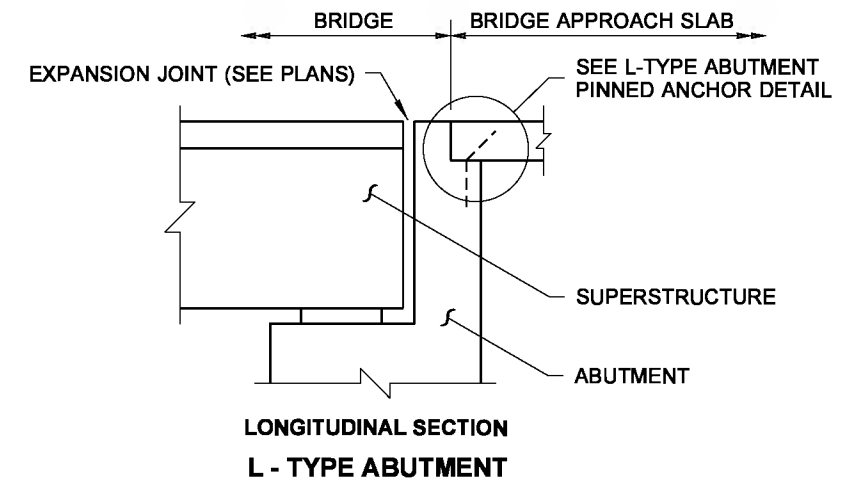 BRIDGE
BRIDGE APPROACH SLAB
EXPANSION JOINT (SEE PLANS)
SEE L-TYPE ABUTMENT
PINNED ANCHOR DETAIL
SUPERSTRUCTURE
ABUTMENT
LONGITUDINAL SECTION
L - TYPE ABUTMENT